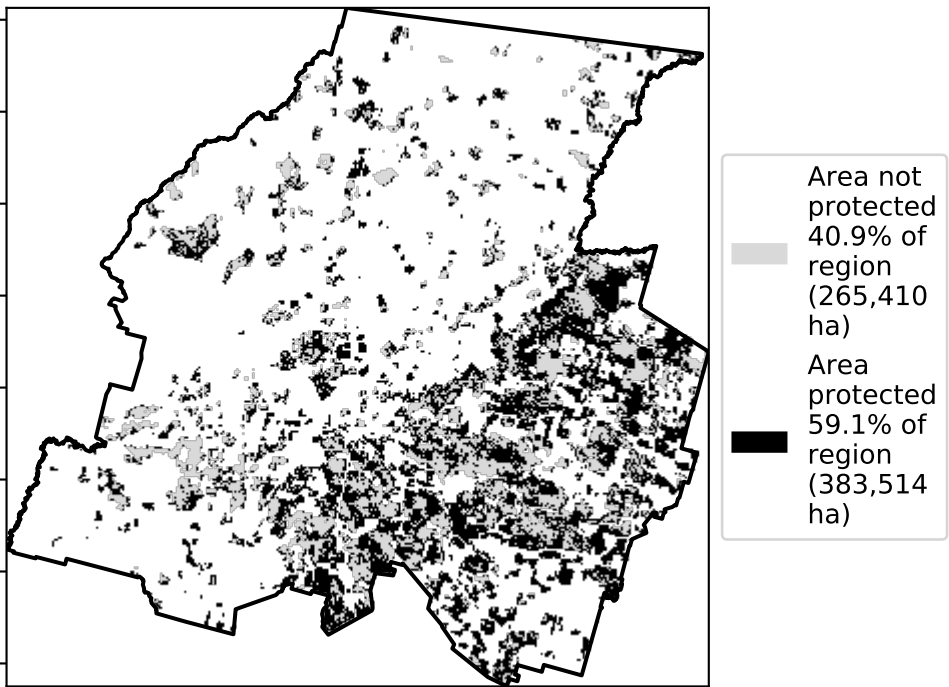 Area not
protected
40.9% of
region
(265,410
ha)
Area
protected
59.1% of
region
(383,514
ha)